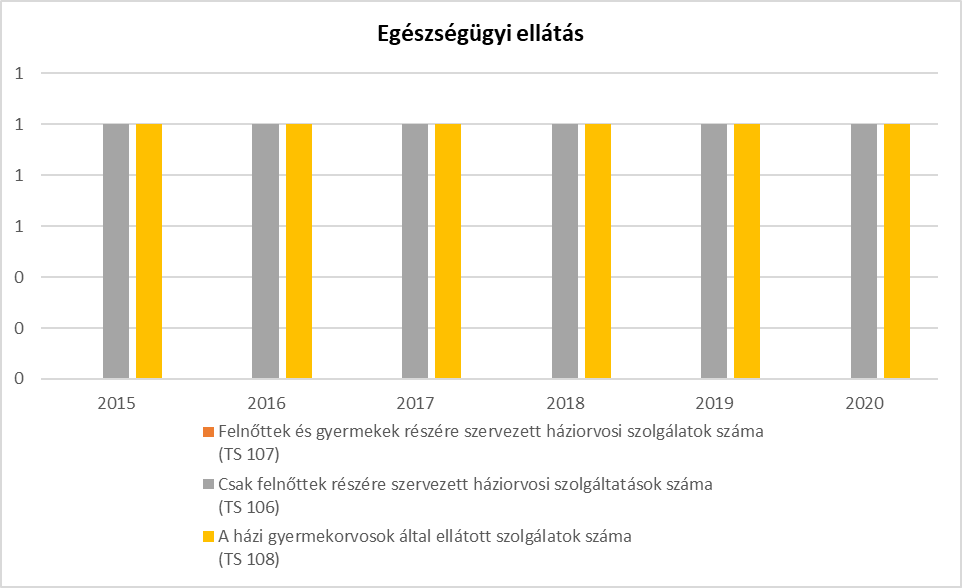 Egészségügyi ellátás
1
1
1
1
0
0
0
2015 2016 2017 2018 2019 2020
Felnőttek és gyermekek részére szervezett háziorvosi szolgálatok száma
(TS 107)
Csak felnőttek részére szervezett háziorvosi szolgáltatások száma
(TS 106)
A házi gyermekorvosok által ellátott szolgálatok száma
(TS 108)